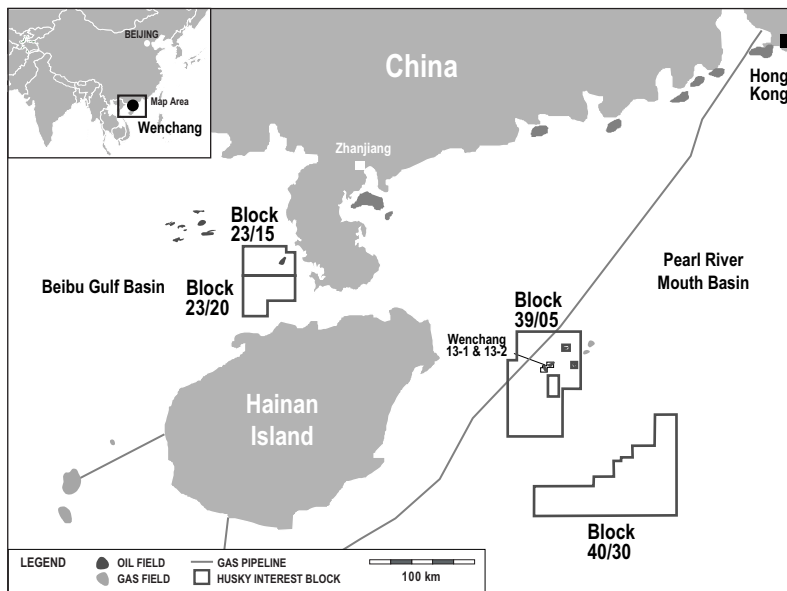 BEIJING
Map Area
Wenchang
China
Hong
Kong
Zhanjiang
Block
23/15
Beibu Gulf Basin
Block
23/20
Pearl River
Mouth Basin
Block
39/05
Wenchang
13-1 & 13-2
Hainan
Island
Block
40/30
LEGEND
OIL FIELD
GAS FIELD
GAS PIPELINE
HUSKY INTEREST BLOCK
100 km